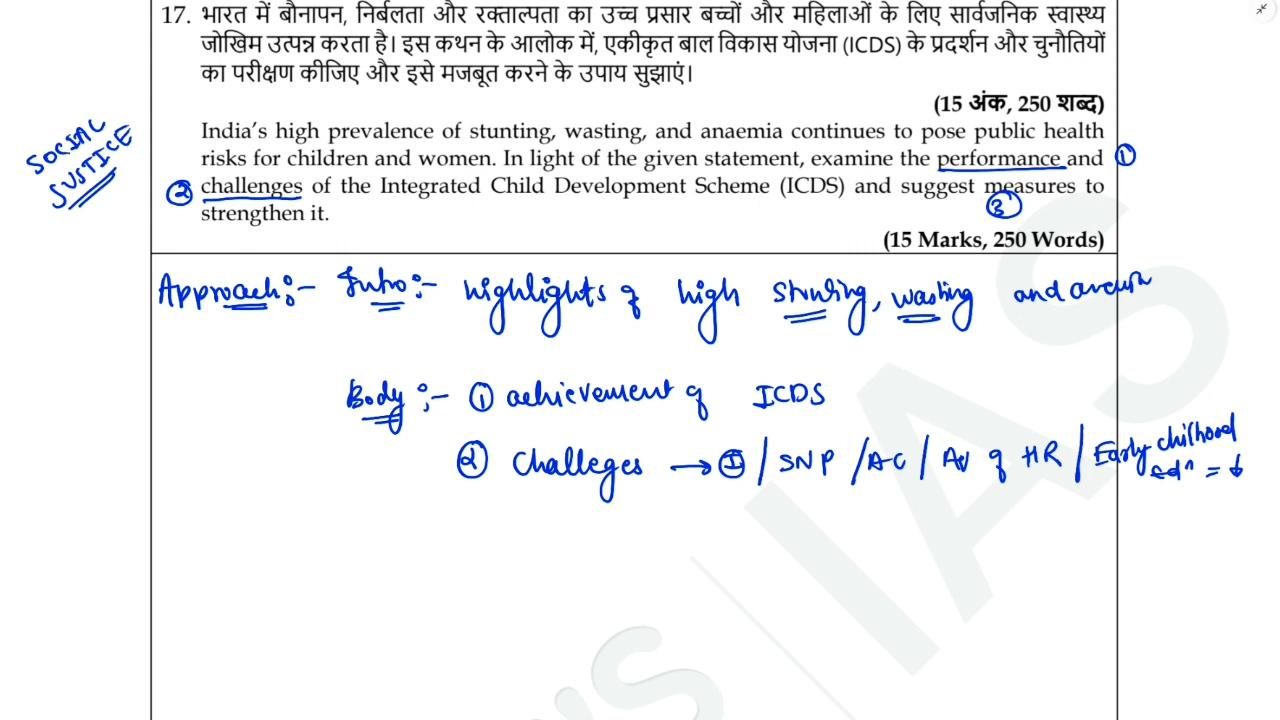 17. भारत में बौनापन, निर्बलता और रक्ताल्पता का उच्च प्रसार बच्चों और महिलाओं के लिए सार्वजनिक स्वास्थ्य
जोखिम उत्पन्न करता है। इस कथन के आलोक में, एकीकृत बाल विकास योजना (ICDS) के प्रदर्शन और चुनौतियों
का परीक्षण कीजिए और इसे मजबूत करने के उपाय सुझाएं।
(15 अंक, 250 शब्द)
SOCIAL
JUSTICE
India's high prevalence of stunting, wasting, and anaemia continues to pose public health
risks for children and women. In light of the given statement, examine the performance and ①
② challenges of the Integrated Child Development Scheme (ICDS) and suggest measures to
③
strengthen it.
(15 Marks, 250 Words)
Approach:- Intro:- highlights of high stunting, wasting and
Body:- ① achievement of ICDS
② Challeges → I / SNP / AC / Av of HR / Early chilhood
edn = ↓
'S IAS